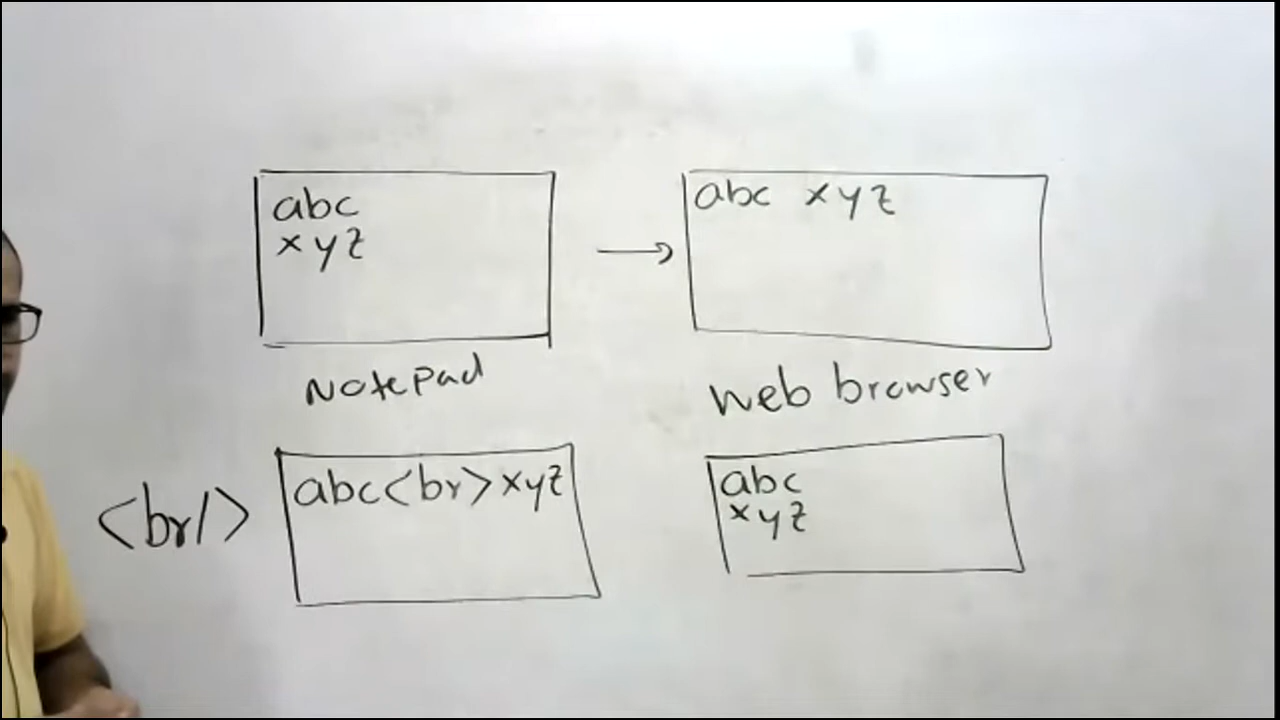 abc
xyz
abc xyz
Notepad
web browser
<br/>
abc<br>xyz
abc
xyz